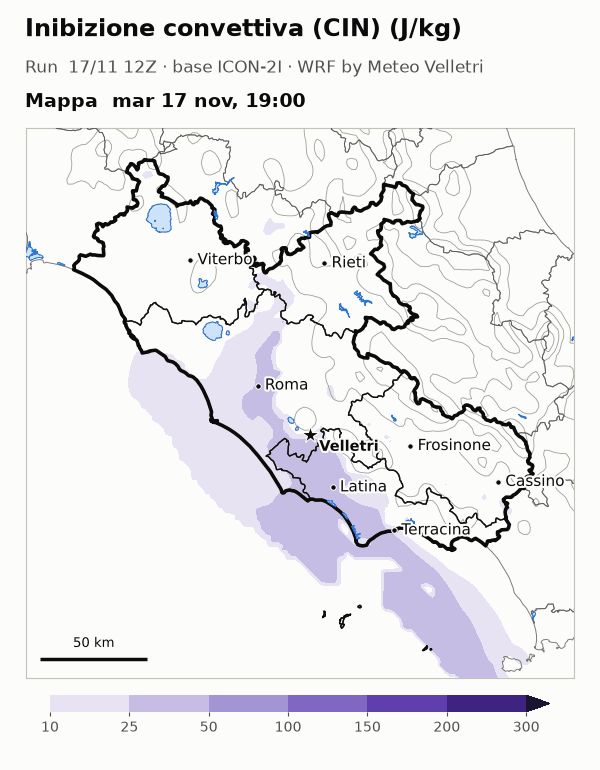 Inibizione convettiva (CIN) (J/kg)
Run  17/11 12Z · base ICON-2I · WRF by Meteo Velletri
Mappa  mar 17 nov, 19:00
Viterbo
Rieti
Roma
Velletri
Frosinone
Cassino
Latina
Terracina
50 km
10 25 50 100 150 200 300